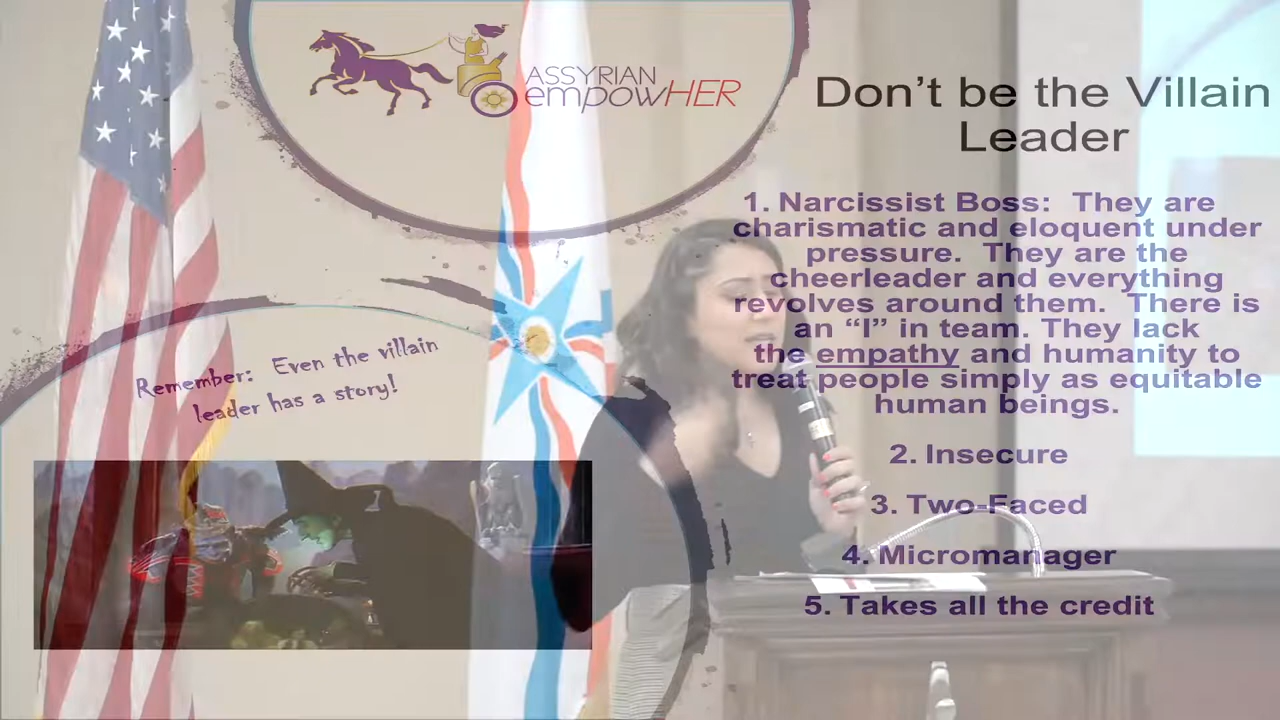 ASSYRIAN
empowHER
Don't be the Villain
Leader
1. Narcissist Boss:  They are
charismatic and eloquent under
pressure.  They are the
cheerleader and everything
revolves around them.  There is
an “I” in team. They lack
the empathy and humanity to
treat people simply as equitable
human beings.
2. Insecure
3. Two-Faced
4. Micromanager
5. Takes all the credit
Remember:  Even the villain
leader has a story!